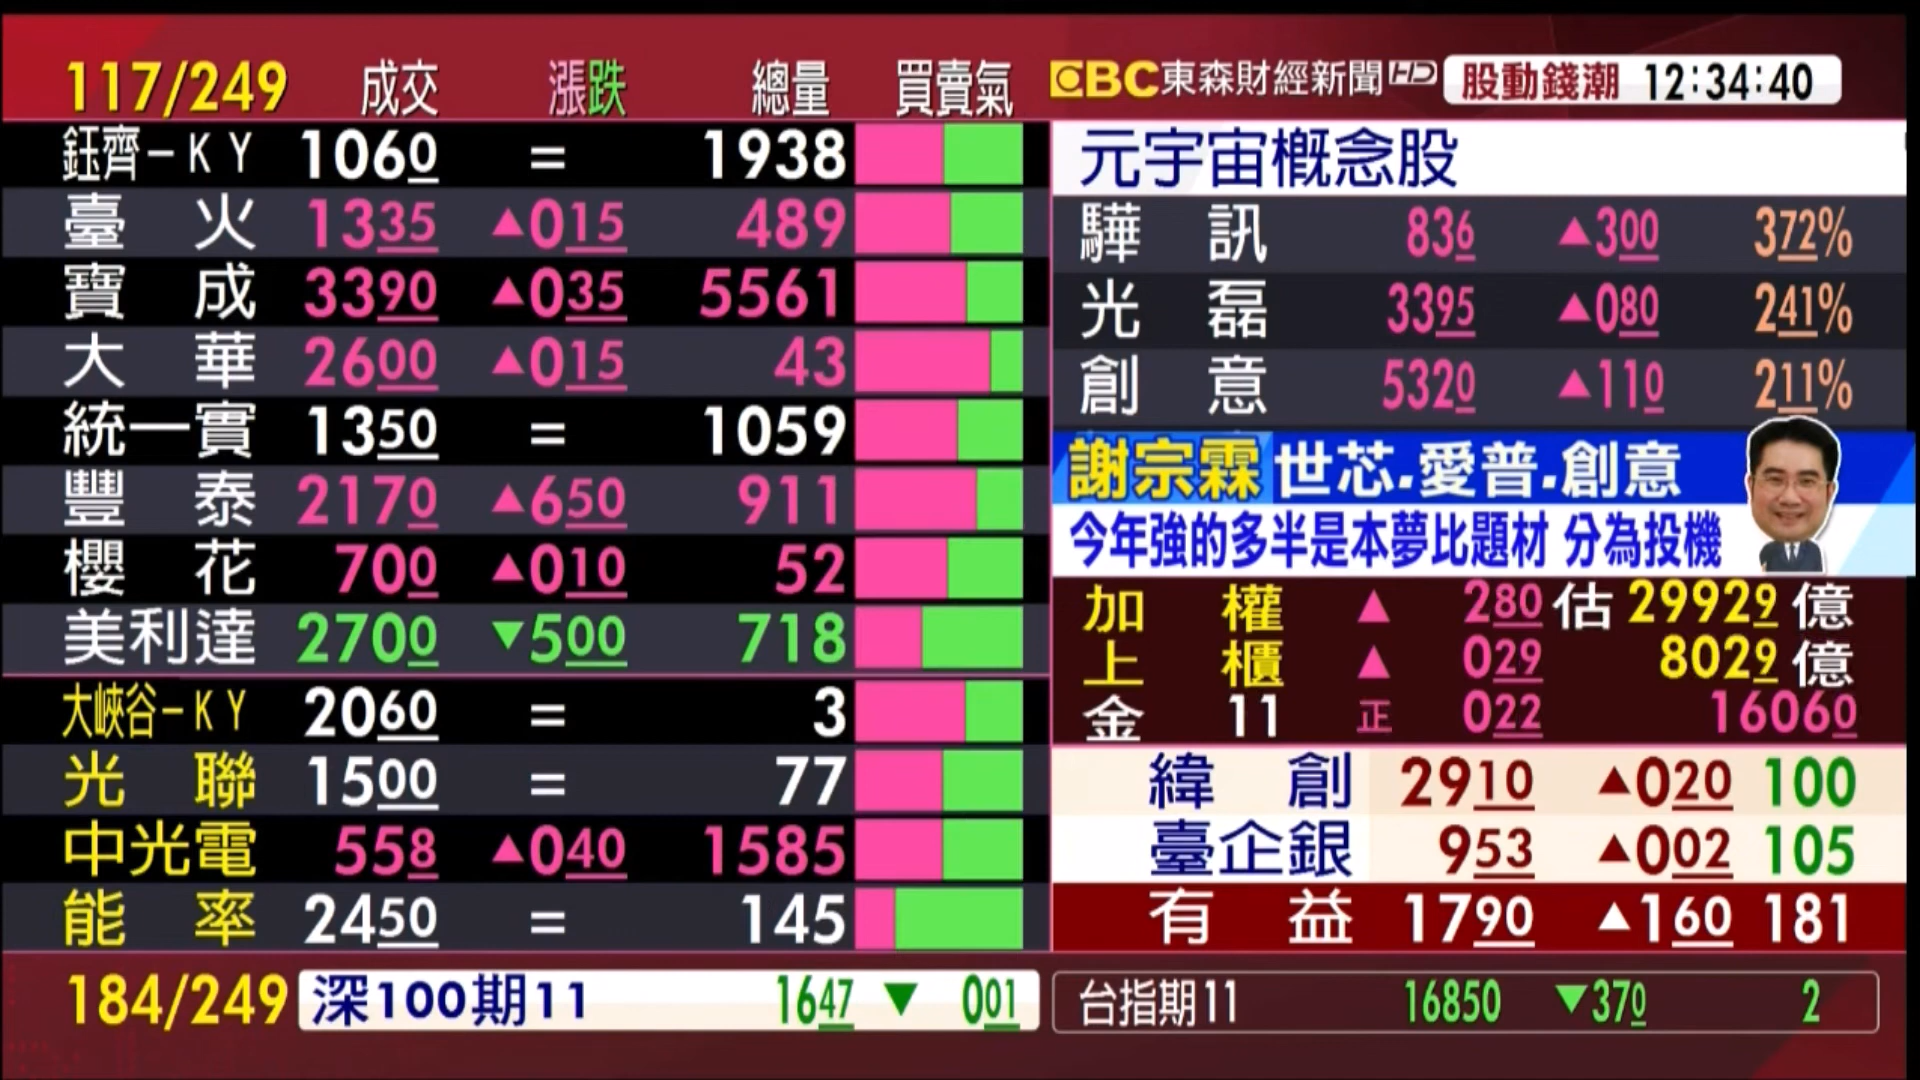 117/249 成交 漲跌 總量 買賣氣
鈺齊-KY 1060 = 1938
臺火 1335 ▲015 489
寶成 3390 ▲035 5561
大華 2600 ▲015 43
統一實 1350 = 1059
豐泰 2170 ▲650 911
櫻花 700 ▲010 52
美利達 2700 ▼500 718
大峽谷-KY 2060 = 3
光聯 1500 = 77
中光電 558 ▲040 1585
能率 2450 = 145
184/249 深100期11 1647 ▼ 001
EBC東森財經新聞HD 股動錢潮 12:34:40
元宇宙概念股
驊訊 836 ▲300 372%
光磊 3395 ▲080 241%
創意 5320 ▲110 211%
謝宗霖 世芯.愛普.創意
今年強的多半是本夢比題材 分為投機
加權 ▲ 280 估 29929 億
上櫃 ▲ 029 8029 億
金11 正 022 16060
緯創 2910 ▲020 100
臺企銀 953 ▲002 105
有益 1790 ▲160 181
台指期11 16850 ▼370 2